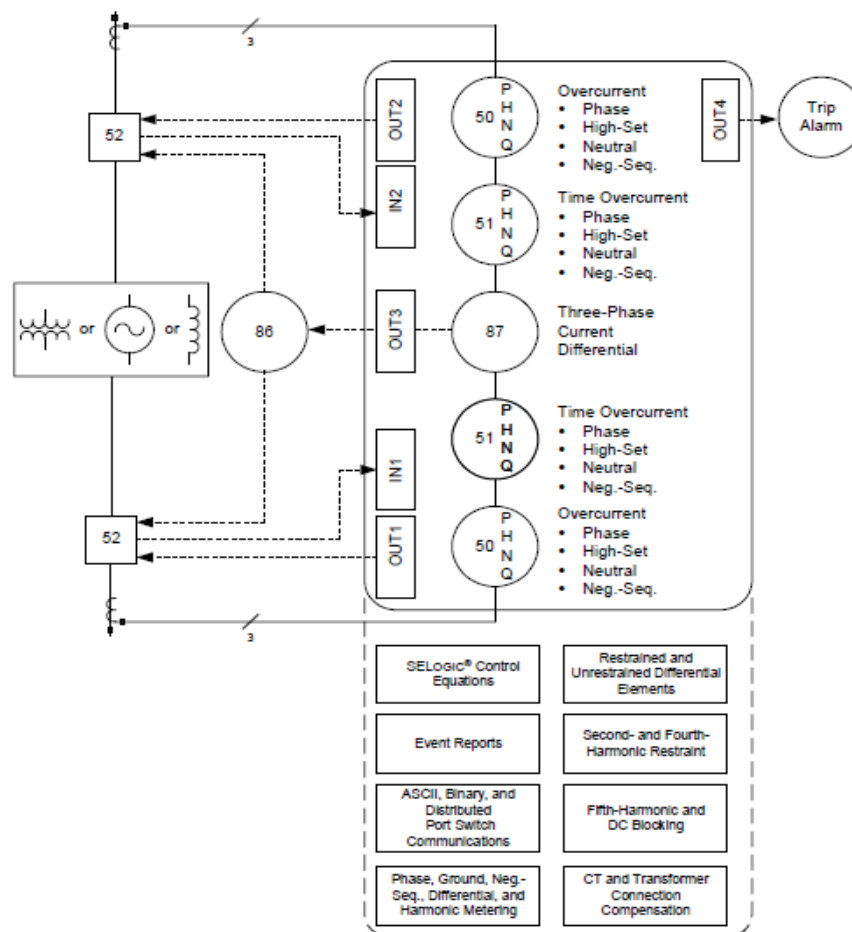 3
OUT2
50
P
H
N
Q
Overcurrent
• Phase
• High-Set
• Neutral
• Neg.-Seq.
OUT4
Trip
Alarm
52
IN2
51
P
H
N
Q
Time Overcurrent
• Phase
• High-Set
• Neutral
• Neg.-Seq.
or
or
86
OUT3
87
Three-Phase
Current
Differential
IN1
51
P
H
N
Q
Time Overcurrent
• Phase
• High-Set
• Neutral
• Neg.-Seq.
52
OUT1
50
P
H
N
Q
Overcurrent
• Phase
• High-Set
• Neutral
• Neg.-Seq.
3
SELOGIC® Control
Equations
Restrained and
Unrestrained Differential
Elements
Event Reports
Second- and Fourth-
Harmonic Restraint
ASCII, Binary, and
Distributed
Port Switch
Communications
Fifth-Harmonic and
DC Blocking
Phase, Ground, Neg.-
Seq., Differential, and
Harmonic Metering
CT and Transformer
Connection
Compensation